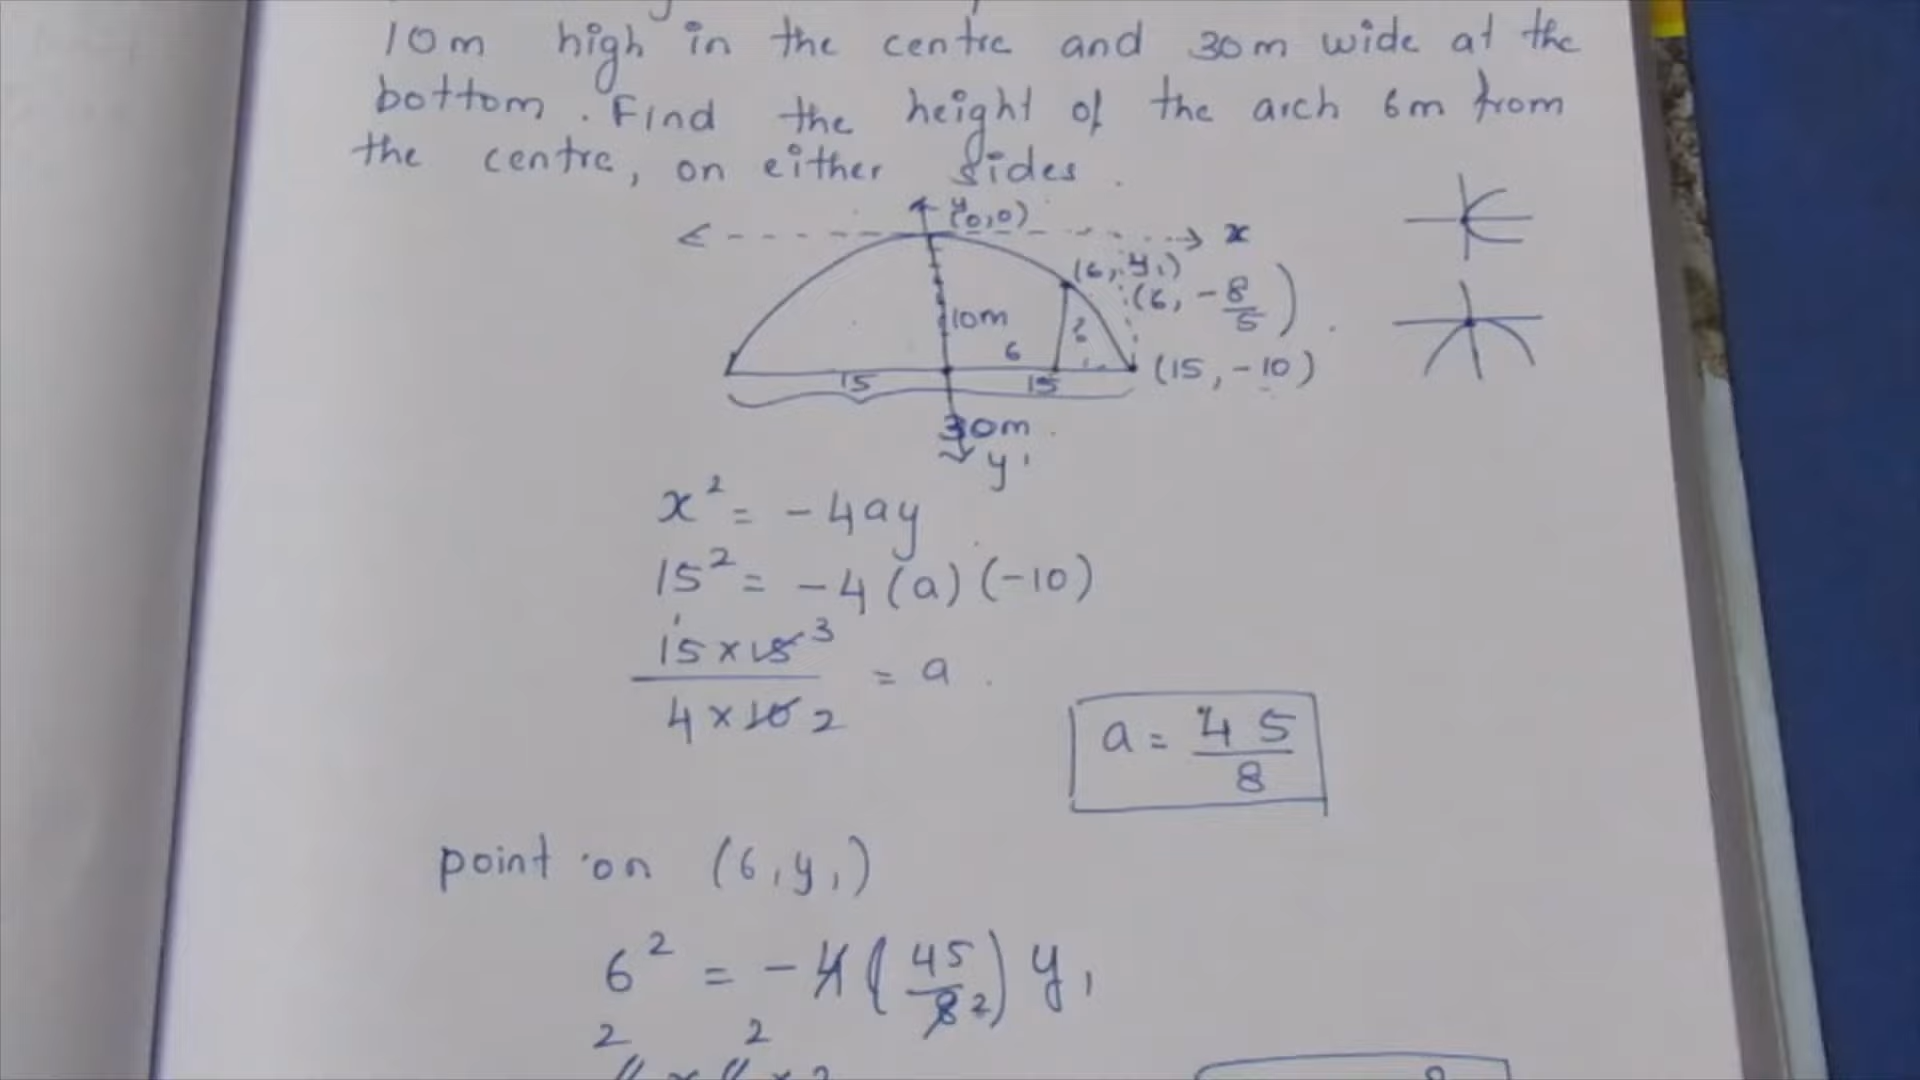 10m high in the centre and 30m wide at the
bottom. Find the height of the arch 6m from
the centre, on either sides.
y
(0,0)
x
(6, y₁)
(6, -8/5)
10m
6
?
15
15
(15, -10)
30m
y'
x² = -4ay
15² = -4(a)(-10)
15 × 15 3
4 × 10 2
= a
a = 45/8
point on (6, y₁)
6² = -4(45/8 2) y₁
2 2